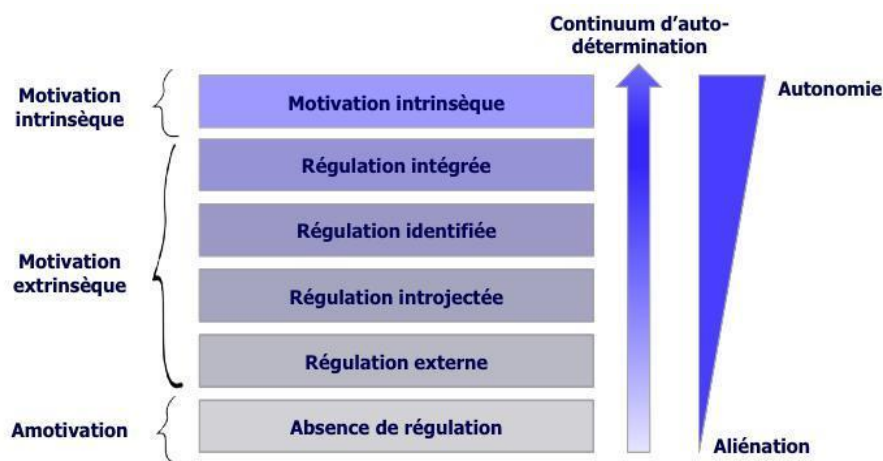 Continuum d'auto-
détermination
Motivation
intrinsèque
Motivation intrinsèque
Autonomie
Régulation intégrée
Régulation identifiée
Motivation
extrinsèque
Régulation introjectée
Régulation externe
Amotivation
Absence de régulation
Aliénation